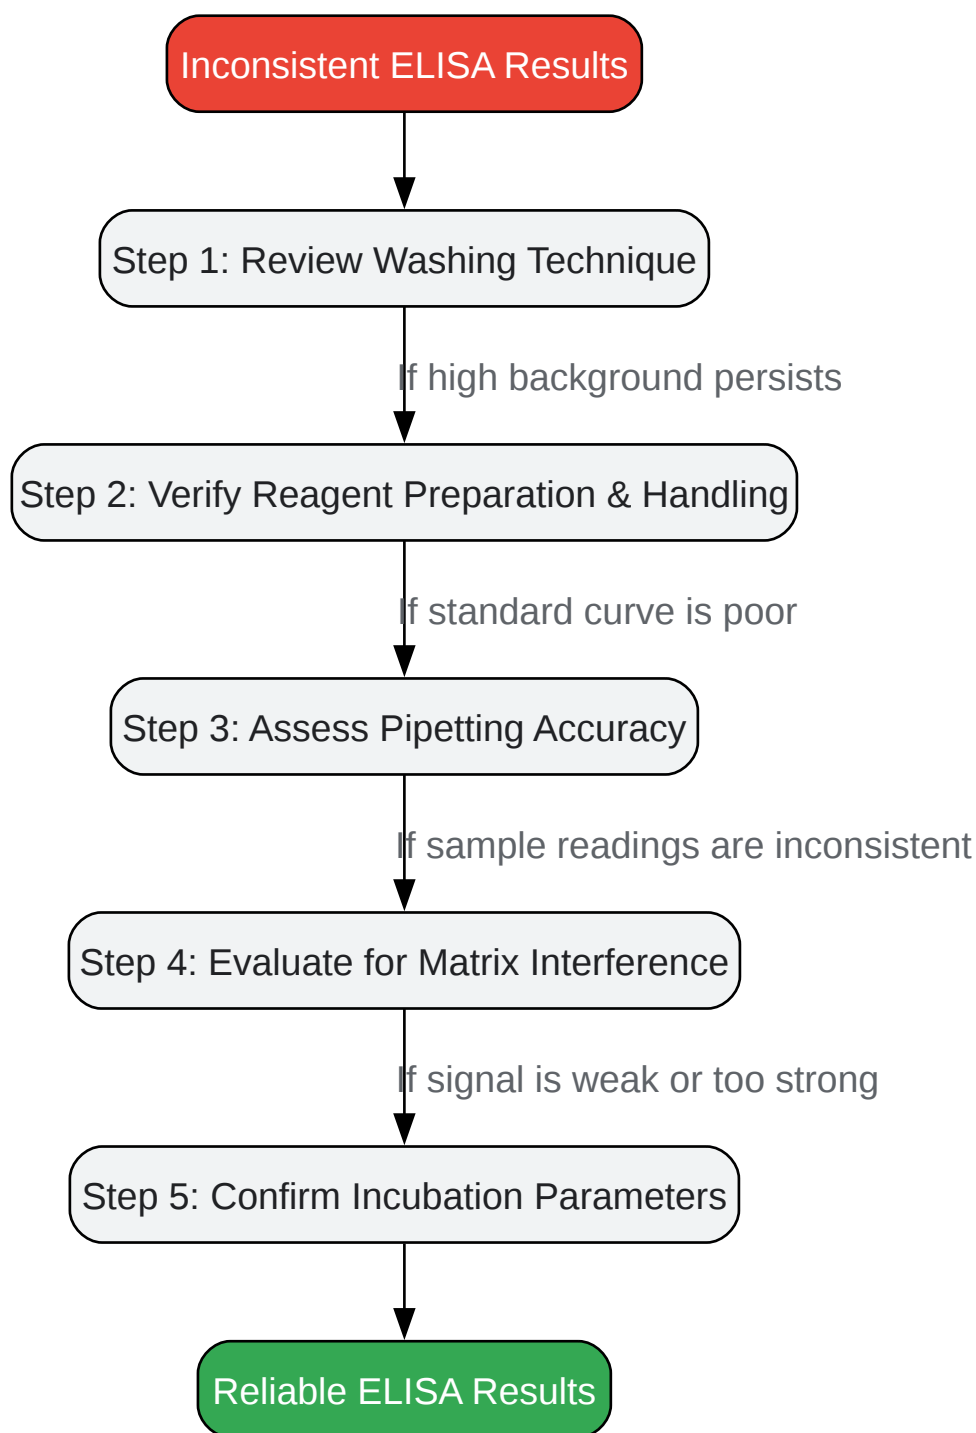 Inconsistent ELISA Results
Step 1: Review Washing Technique
If high background persists
Step 2: Verify Reagent Preparation & Handling
If standard curve is poor
Step 3: Assess Pipetting Accuracy
If sample readings are inconsistent
Step 4: Evaluate for Matrix Interference
If signal is weak or too strong
Step 5: Confirm Incubation Parameters
Reliable ELISA Results